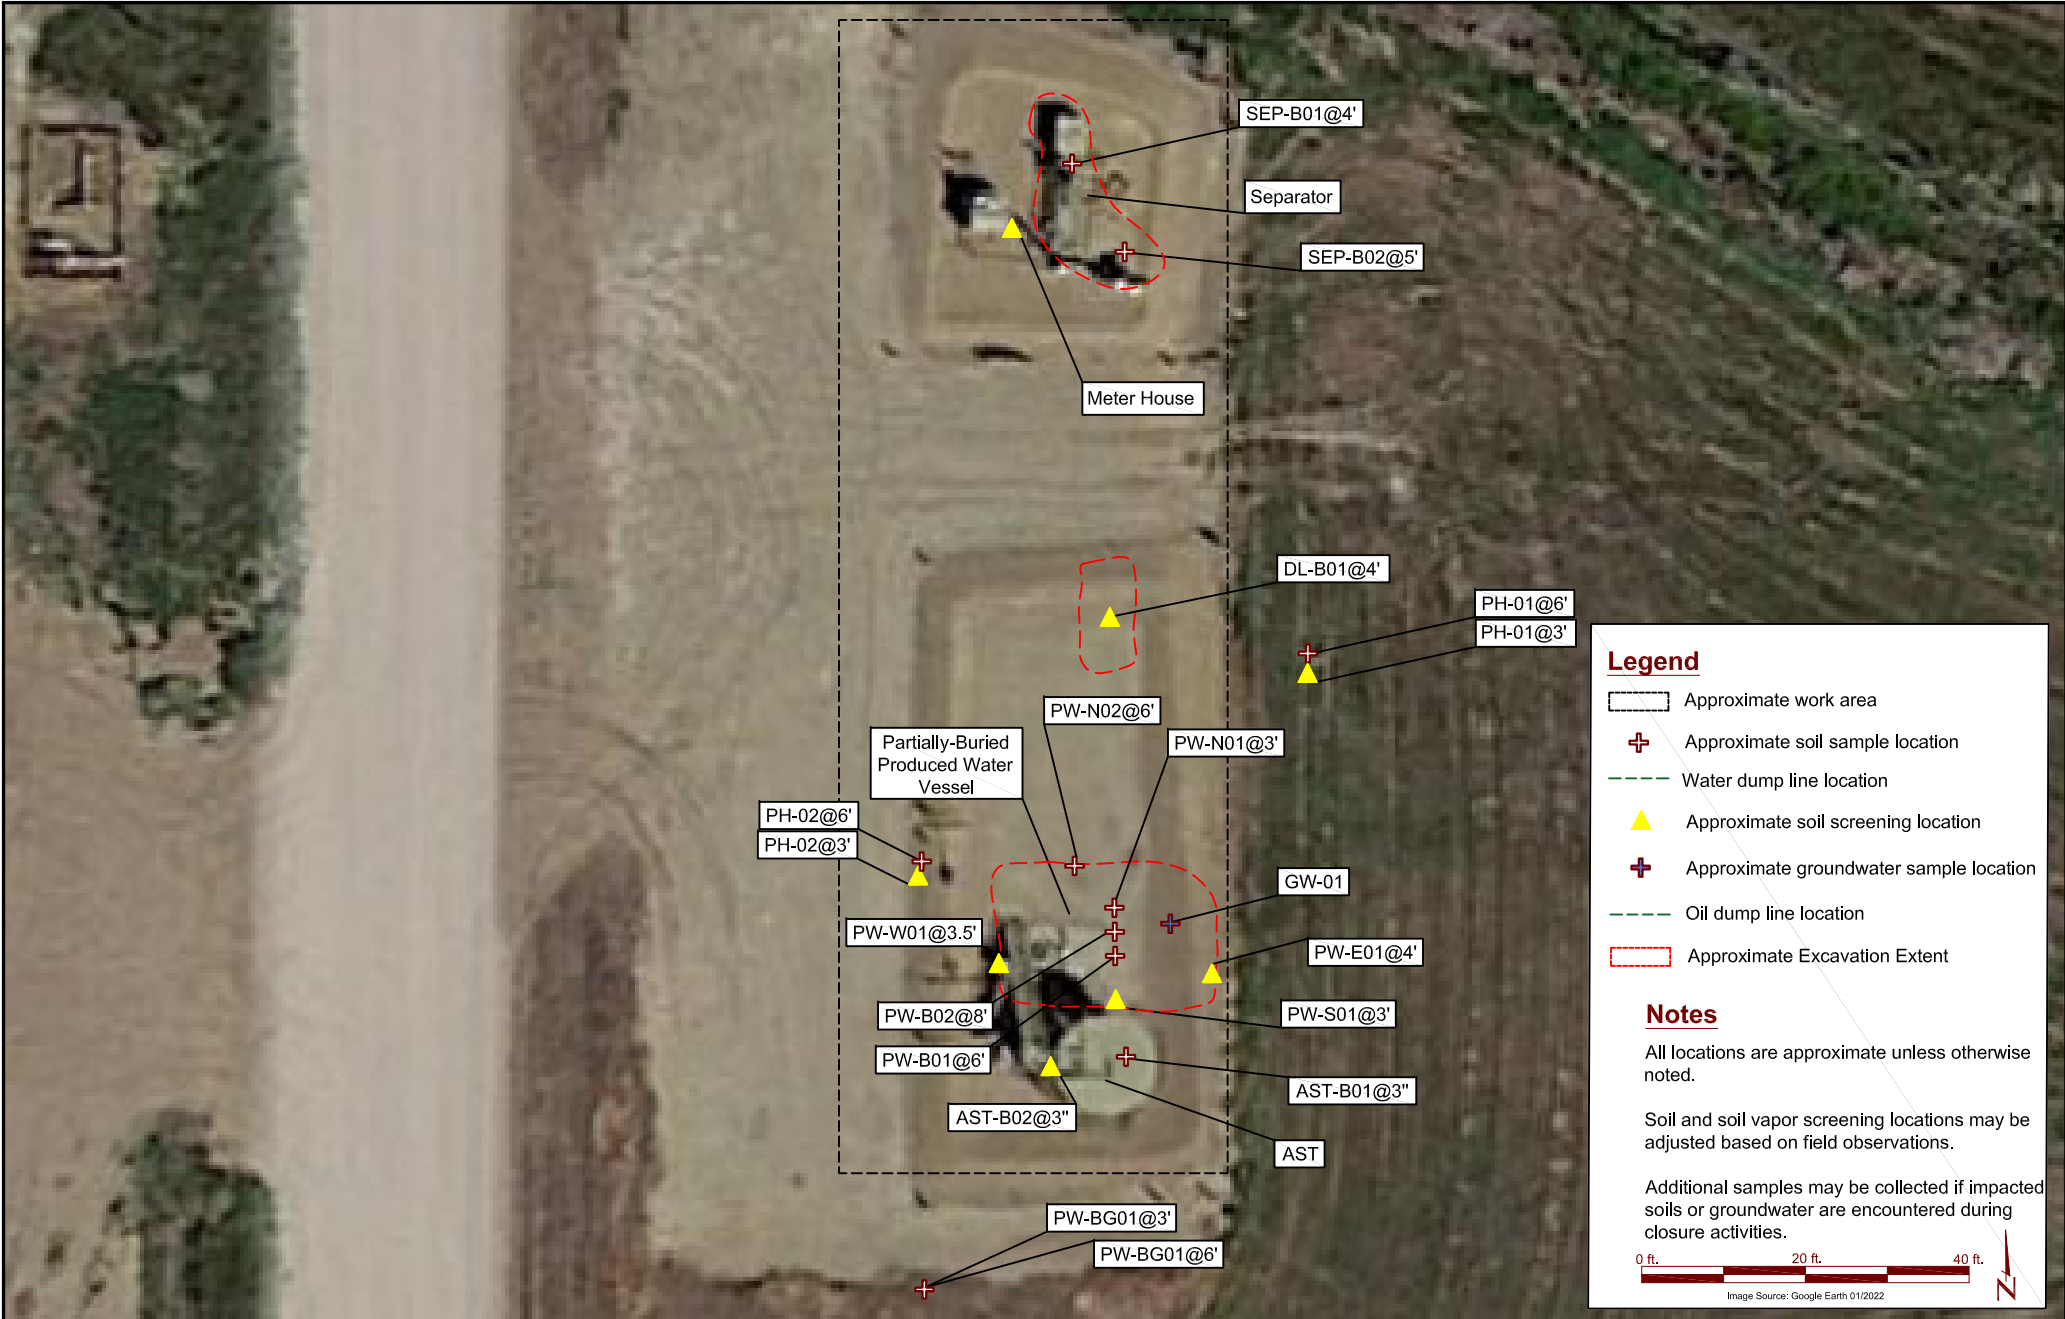 SEP-B01@4'
Separator
SEP-B02@5'
Meter House
DL-B01@4'
PH-01@6'
PH-01@3'
PW-N02@6'
PW-N01@3'
Partially-Buried
Produced Water
Vessel
PH-02@6'
PH-02@3'
GW-01
PW-W01@3.5'
PW-E01@4'
PW-B02@8'
PW-S01@3'
PW-B01@6'
AST-B01@3"
AST-B02@3"
AST
PW-BG01@3'
PW-BG01@6'
Legend
Approximate work area
Approximate soil sample location
Water dump line location
Approximate soil screening location
Approximate groundwater sample location
Oil dump line location
Approximate Excavation Extent
Notes
All locations are approximate unless otherwise
noted.
Soil and soil vapor screening locations may be
adjusted based on field observations.
Additional samples may be collected if impacted
soils or groundwater are encountered during
closure activities.
0 ft. 20 ft. 40 ft.
Image Source: Google Earth 01/2022
N